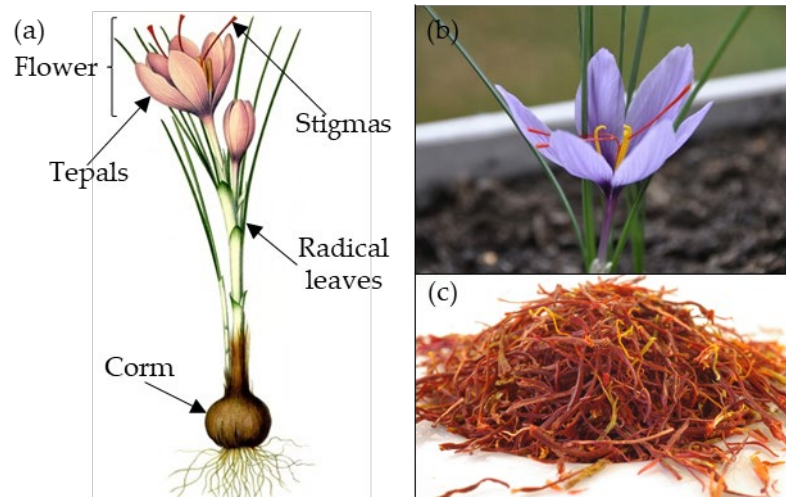 (a)
Flower
Stigmas
Tepals
Radical
leaves
Corm
(b)
(c)